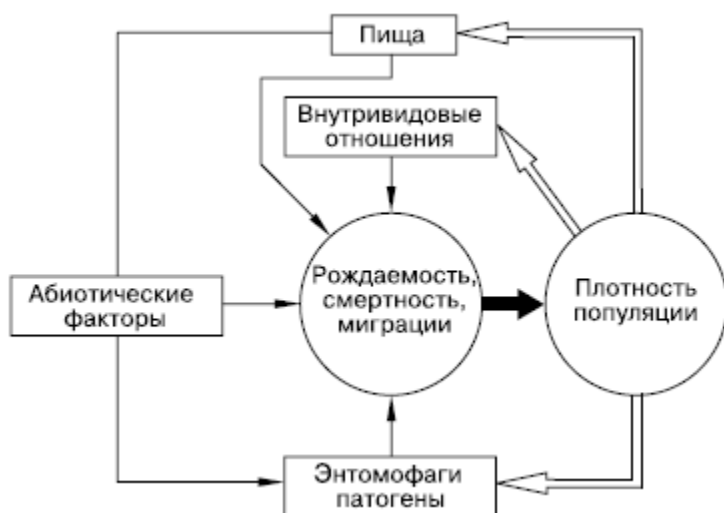 Пища
Внутривидовые
отношения
Абиотические
факторы
Рождаемость,
смертность,
миграции
Плотность
популяции
Энтомофаги
патогены